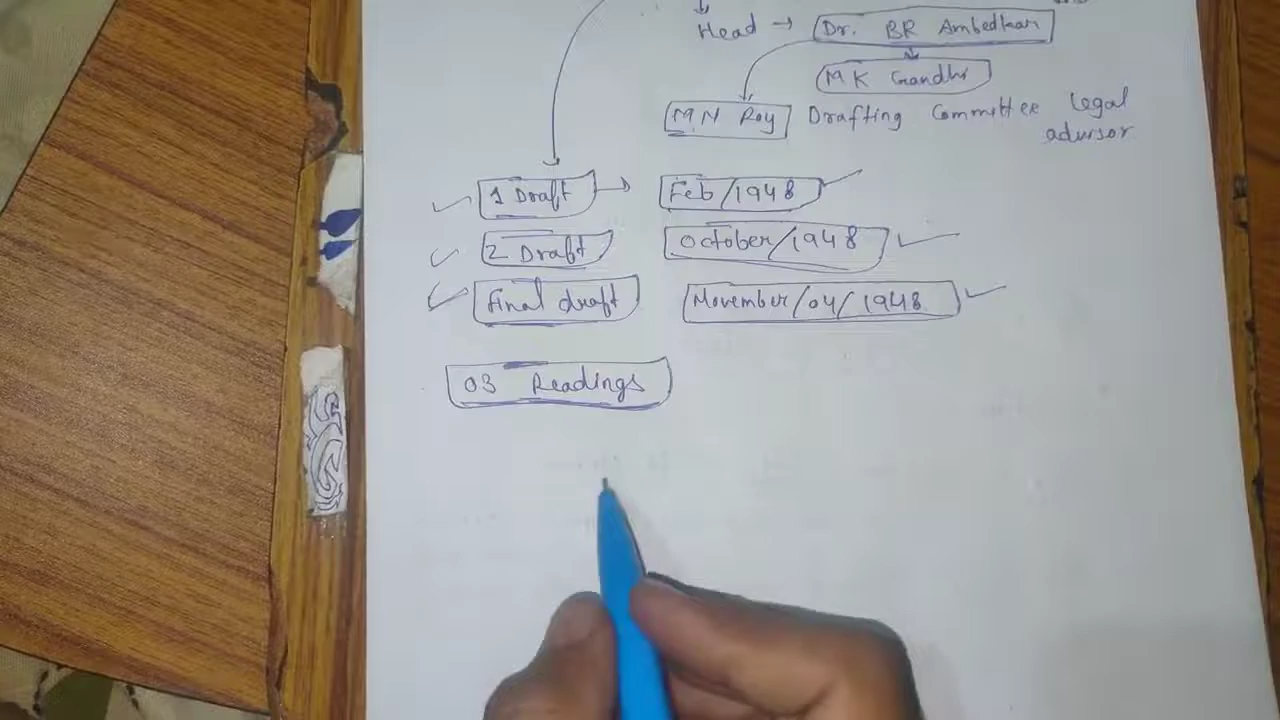 Head → Dr. BR Ambedkar
MK Gandhi
MN Roy Drafting Committee legal
advisor
1 Draft → Feb/1948
2 Draft October/1948
Final draft November/04/1948
03 Readings